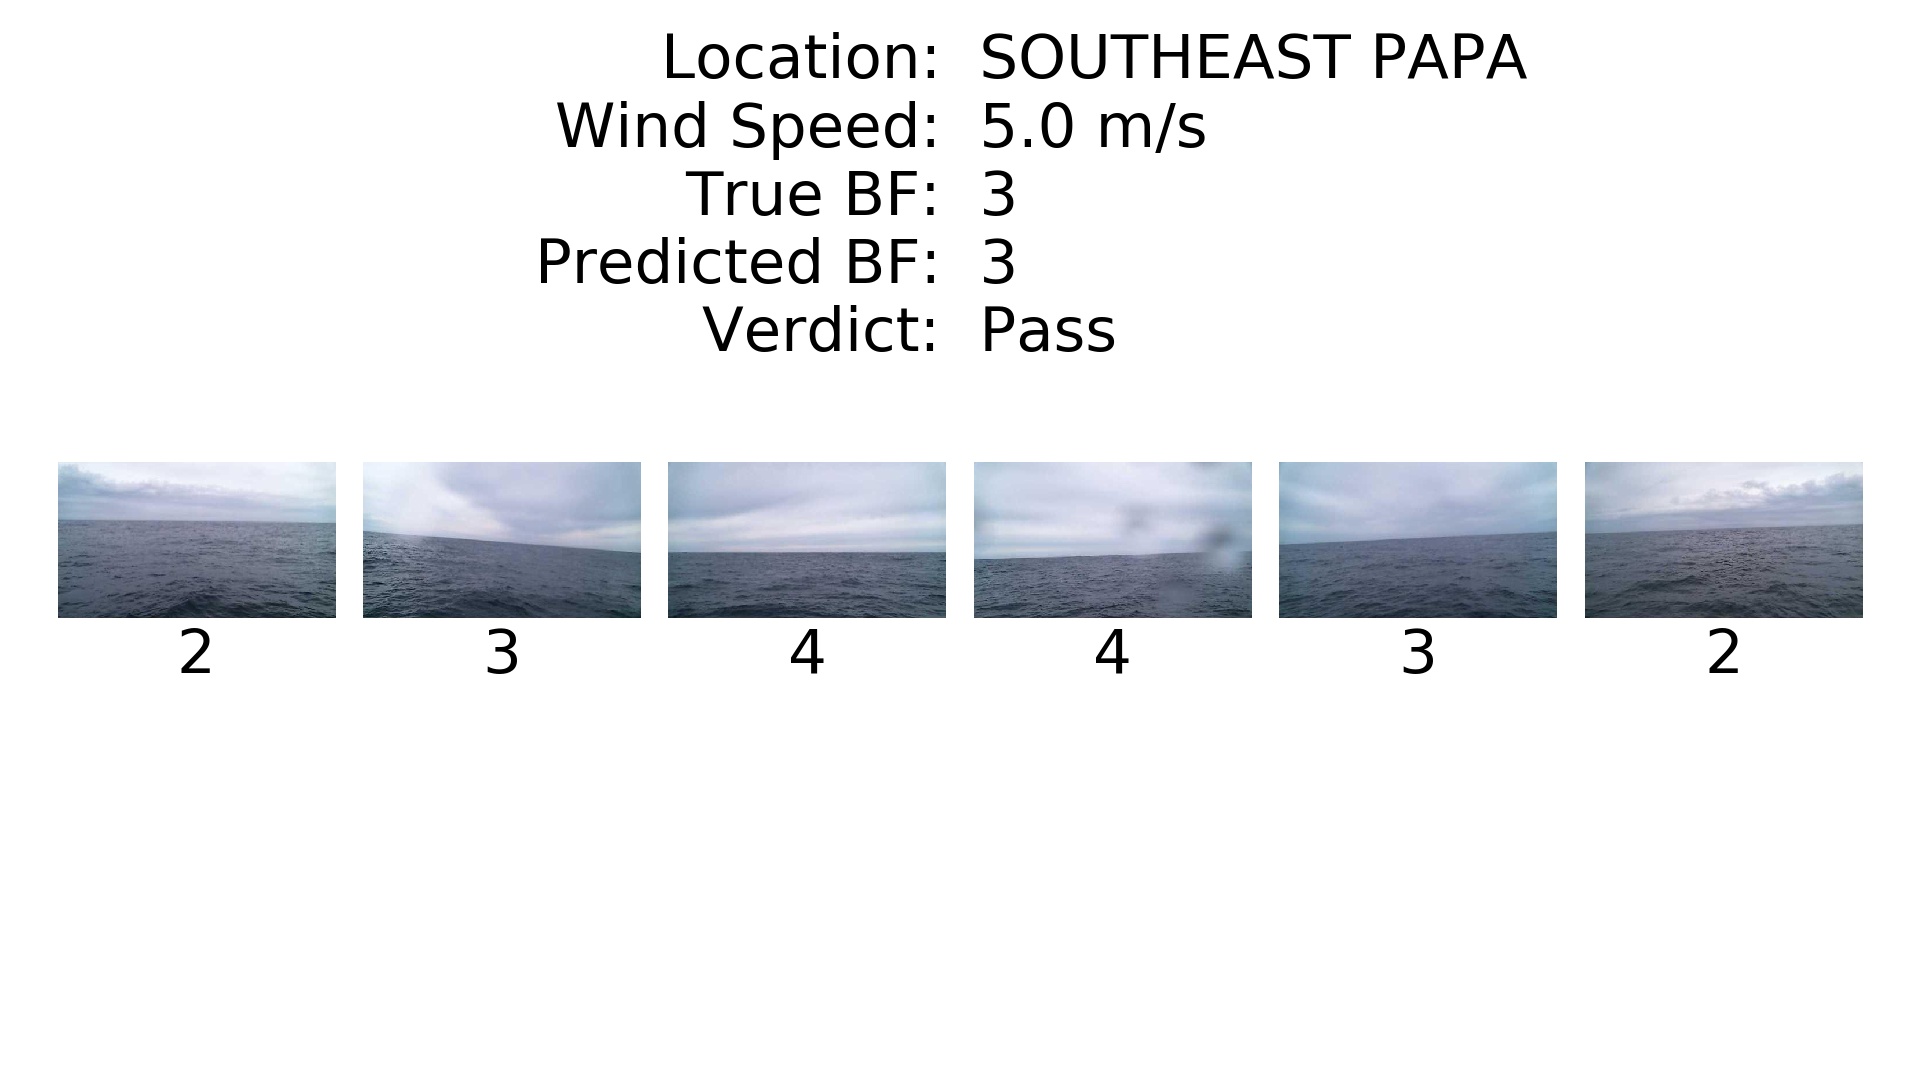 Location: SOUTHEAST PAPA
Wind Speed: 5.0 m/s
True BF: 3
Predicted BF: 3
Verdict: Pass
2 3 4 4 3 2